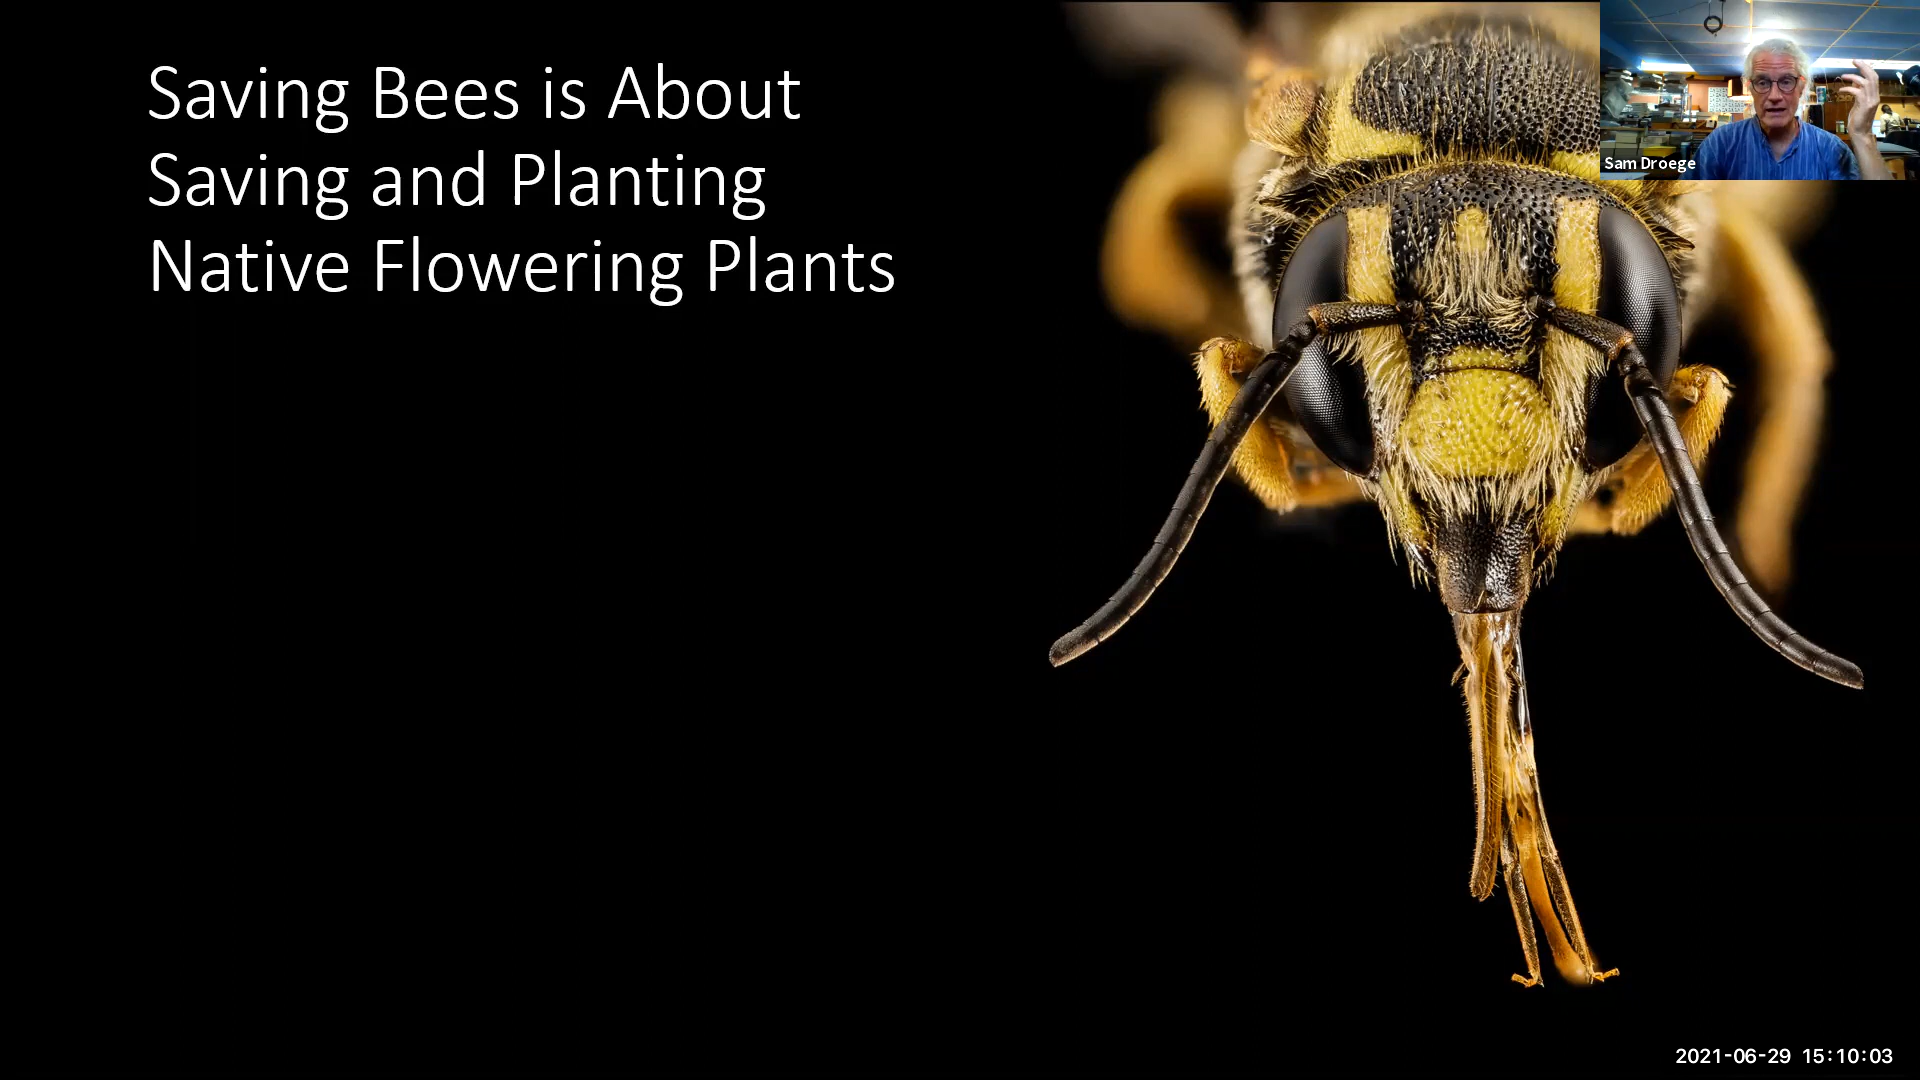 Saving Bees is About
Saving and Planting
Native Flowering Plants
Sam Droege
2021-06-29 15:10:03